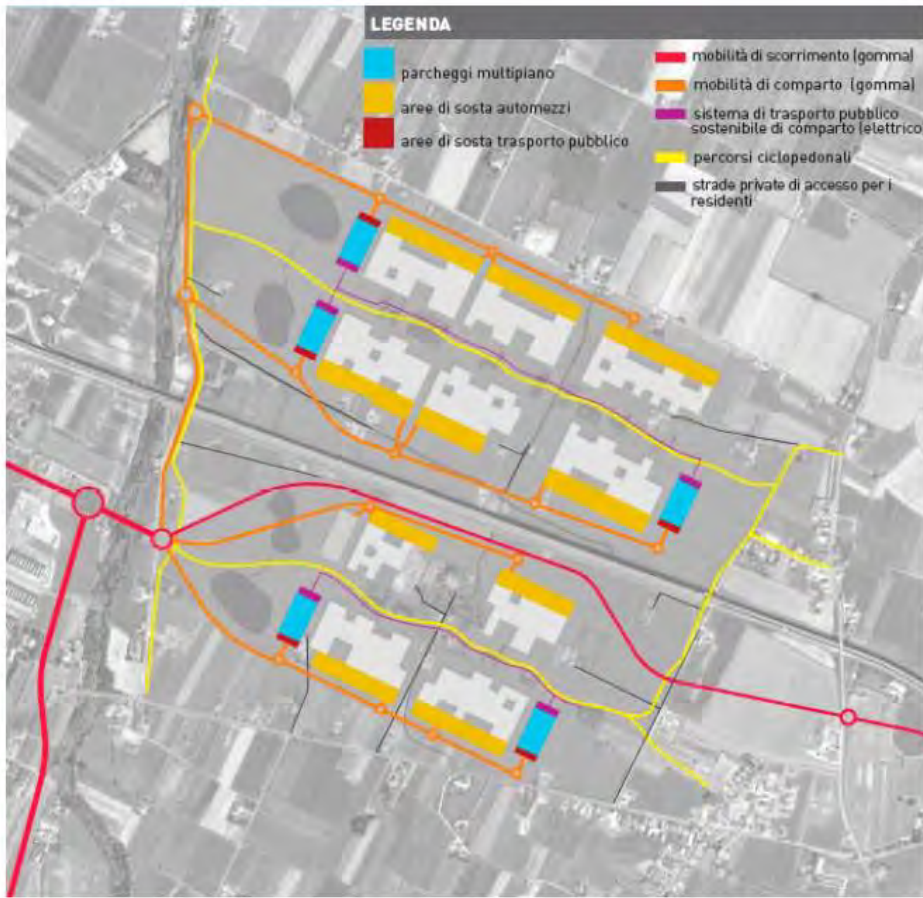 LEGENDA
parcheggi multipiano
aree di sosta automezzi
aree di sosta trasporto pubblico
mobilità di scorrimento (gomma)
mobilità di comparto (gomma)
sistema di trasporto pubblico
sostenibile di comparto (elettrico
percorsi ciclopedonali
strade private di accesso per i
residenti